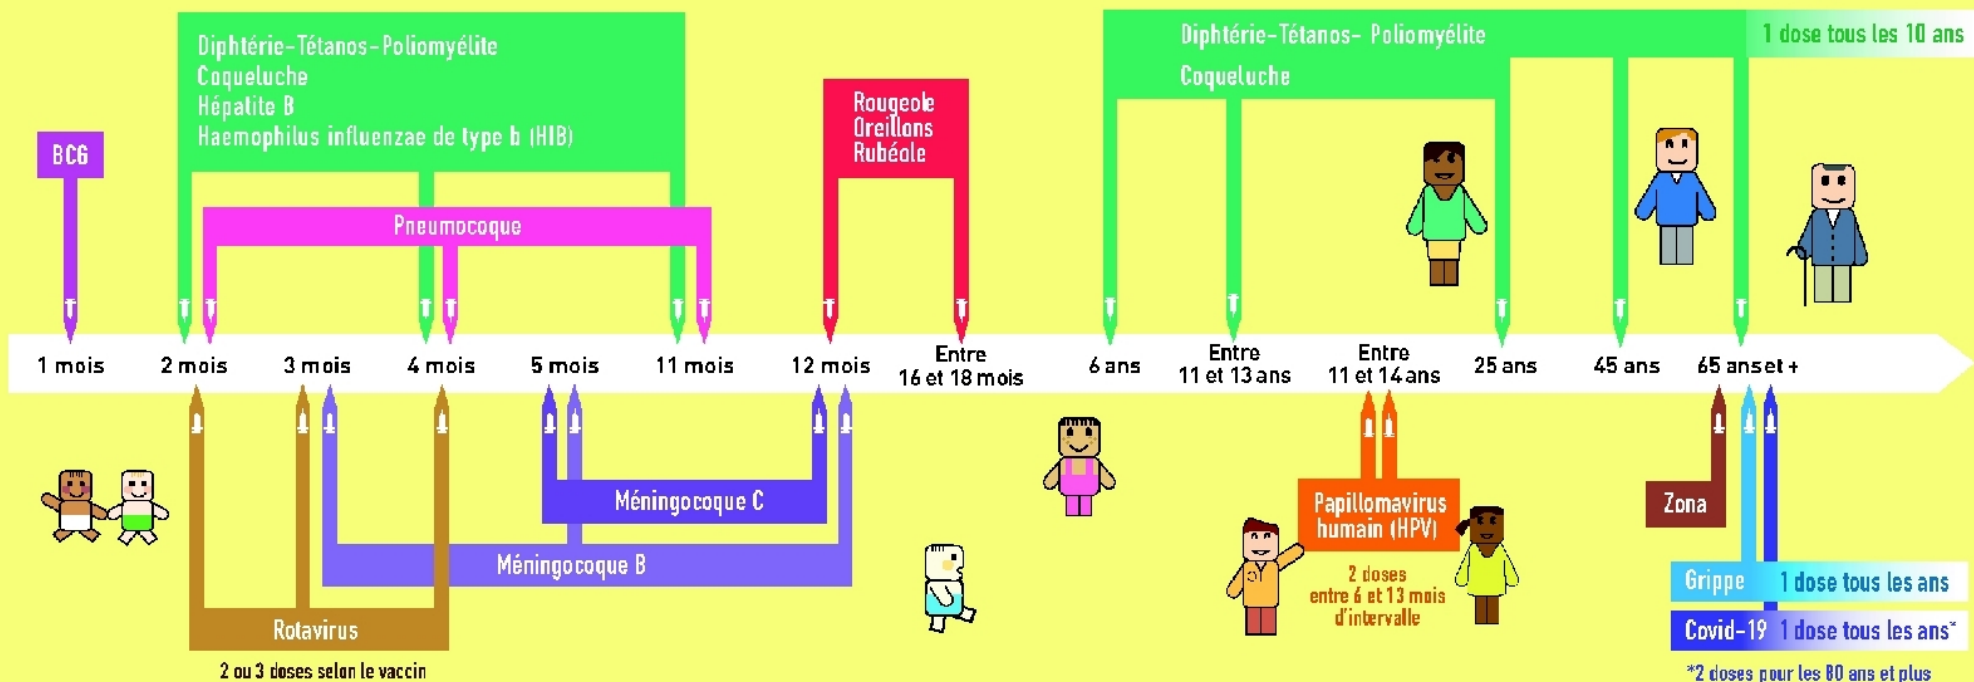 BCG
Diphtérie-Tétanos-Poliomyélite
Coqueluche
Hépatite B
Haemophilus influenzae de type b (HIB)
Pneumocoque
Rougeole
Oreillons
Rubéole
Diphtérie-Tétanos- Poliomyélite
Coqueluche
1 dose tous les 10 ans
1 mois
2 mois
3 mois
4 mois
5 mois
11 mois
12 mois
Entre
16 et 18 mois
6 ans
Entre
11 et 13 ans
Entre
11 et 14 ans
25 ans
45 ans
65 ans et +
Méningocoque C
Méningocoque B
Rotavirus
2 ou 3 doses selon le vaccin
Papillomavirus
humain (HPV)
2 doses
entre 6 et 13 mois
d'intervalle
Zona
Grippe 1 dose tous les ans
Covid-19 1 dose tous les ans*
*2 doses pour les 80 ans et plus